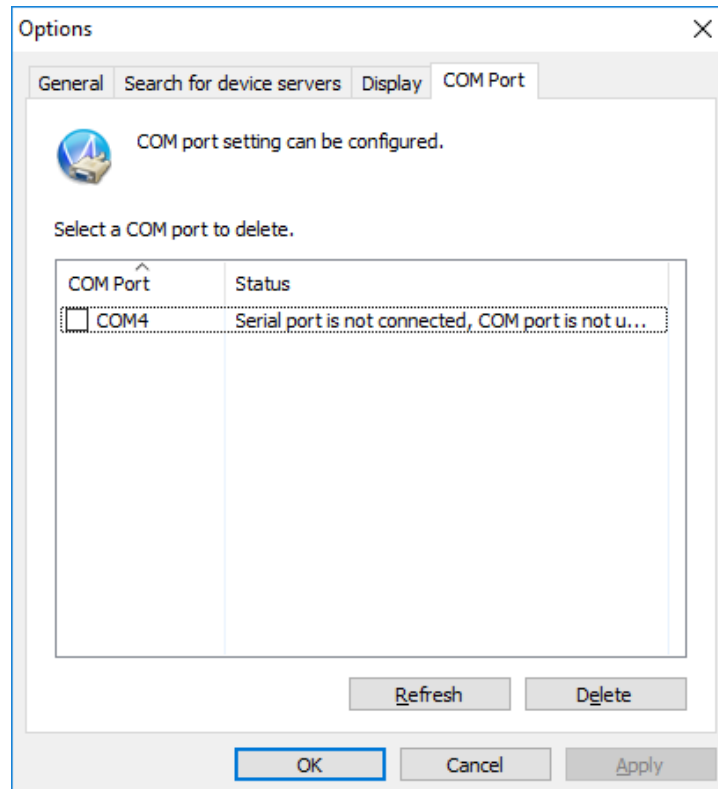 Options
General Search for device servers Display COM Port
COM port setting can be configured.
Select a COM port to delete.
COM Port Status
COM4 Serial port is not connected, COM port is not u...
Refresh Delete
OK Cancel Apply